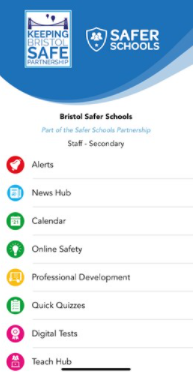 KEEPING
BRISTOL
SAFE
PARTNERSHIP
SAFER
SCHOOLS
Bristol Safer Schools
Part of the Safer Schools Partnership
Staff - Secondary
Alerts
News Hub
Calendar
Online Safety
Professional Development
Quick Quizzes
Digital Tests
Teach Hub